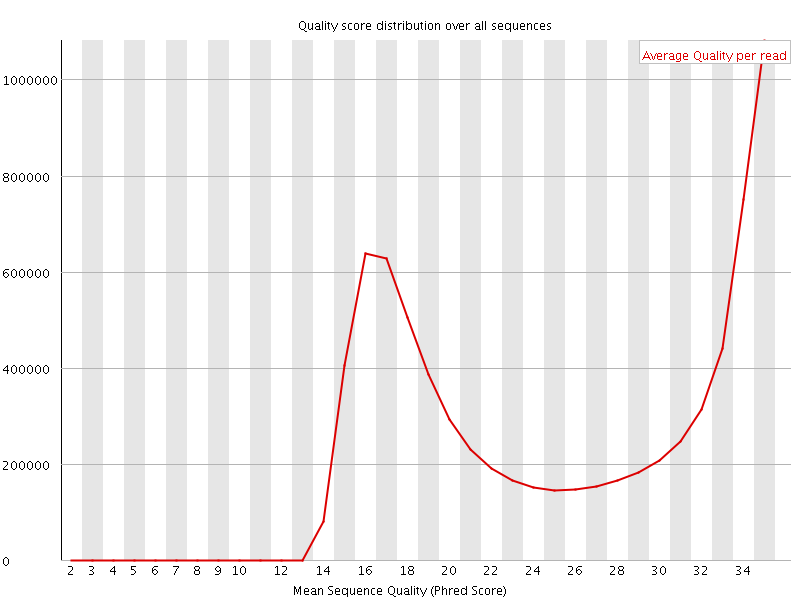 Quality score distribution over all sequences
Average Quality per read
1000000
800000
600000
400000
200000
0
2 3 4 5 6 7 8 9 10 12 14 16 18 20 22 24 26 28 30 32 34
Mean Sequence Quality (Phred Score)